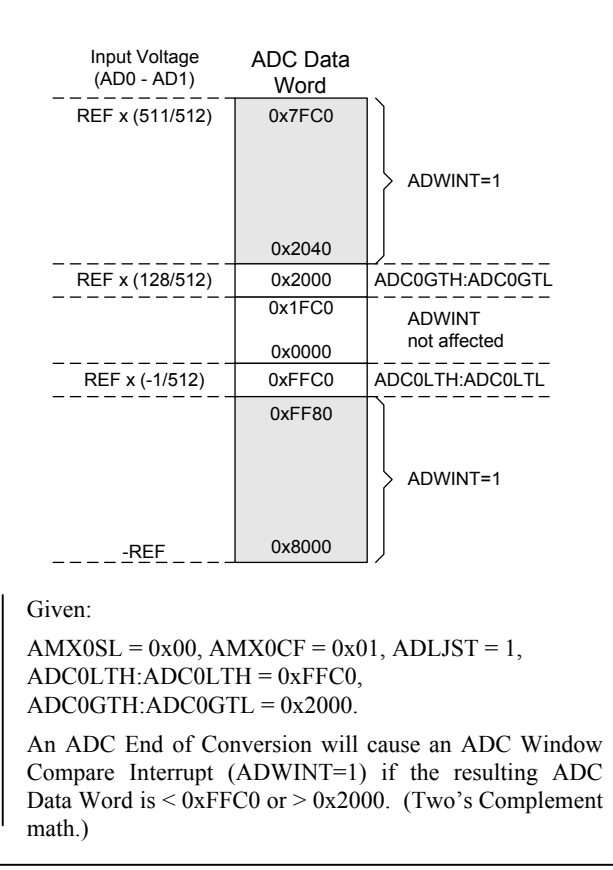 Input Voltage
(AD0 - AD1)
ADC Data
Word
REF x (511/512)
0x7FC0
ADWINT=1
0x2040
REF x (128/512)
0x2000
ADC0GTH:ADC0GTL
0x1FC0
ADWINT
not affected
0x0000
REF x (-1/512)
0xFFC0
ADC0LTH:ADC0LTL
0xFF80
ADWINT=1
-REF
0x8000
Given:
AMX0SL = 0x00, AMX0CF = 0x01, ADLJST = 1,
ADC0LTH:ADC0LTH = 0xFFC0,
ADC0GTH:ADC0GTL = 0x2000.
An ADC End of Conversion will cause an ADC Window
Compare Interrupt (ADWINT=1) if the resulting ADC
Data Word is < 0xFFC0 or > 0x2000. (Two's Complement
math.)